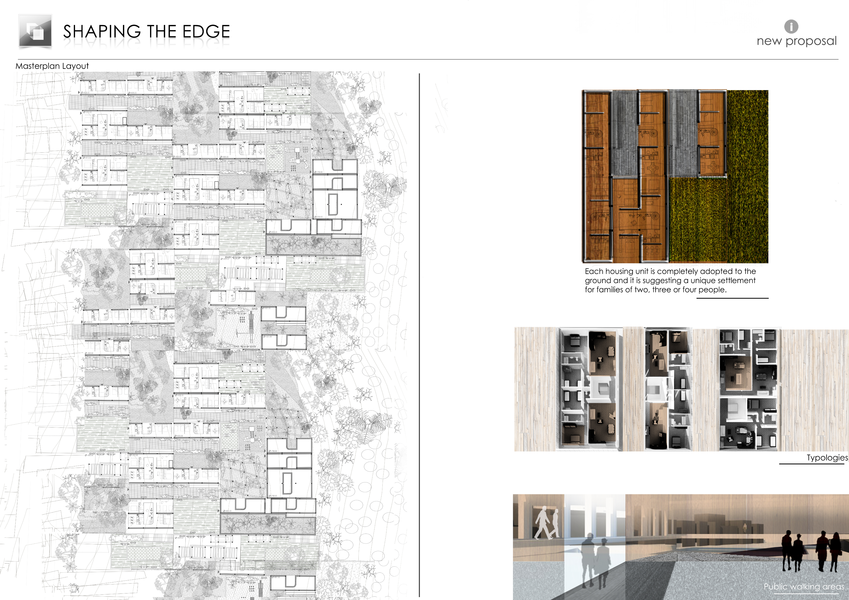 SHAPING THE EDGE
i
new proposal
Masterplan Layout
Each housing unit is completely adopted to the
ground and it is suggesting a unique settlement
for families of two, three or four people.
Typologies
Public walking areas